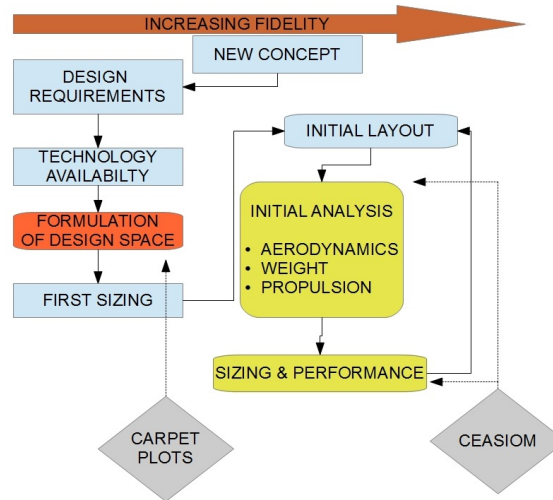 INCREASING FIDELITY
NEW CONCEPT
DESIGN
REQUIREMENTS
TECHNOLOGY
AVAILABILTY
FORMULATION
OF DESIGN SPACE
FIRST SIZING
INITIAL LAYOUT
INITIAL ANALYSIS
• AERODYNAMICS
• WEIGHT
• PROPULSION
SIZING & PERFORMANCE
CARPET
PLOTS
CEASIOM